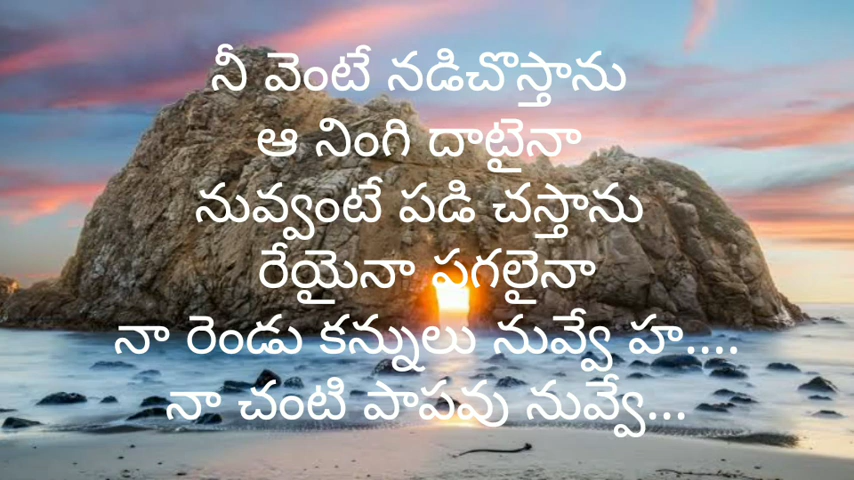 నీ వెంటే నడిచొస్తాను
ఆ నింగి దాటైనా
నువ్వంటే పడి చస్తాను
రేయైనా పగలైనా
నా రెండు కన్నులు నువ్వే హ....
నా చంటి పాపవు నువ్వే...